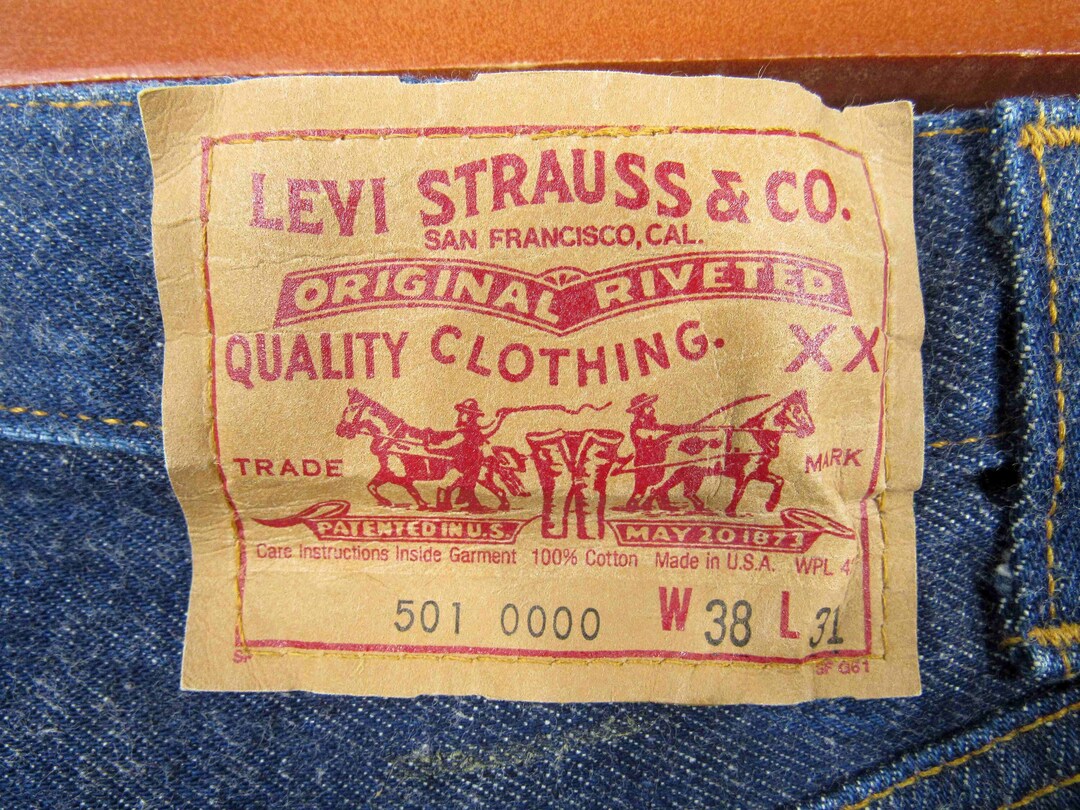 LEVI STRAUSS & CO.
SAN FRANCISCO, CAL.
ORIGINAL RIVETED
QUALITY CLOTHING. XX
TRADE MARK
PATENTED IN U.S. MAY 20 1873
Care Instructions Inside Garment 100% Cotton Made in U.S.A. WPL 4
501 0000 W 38 L 31
SF